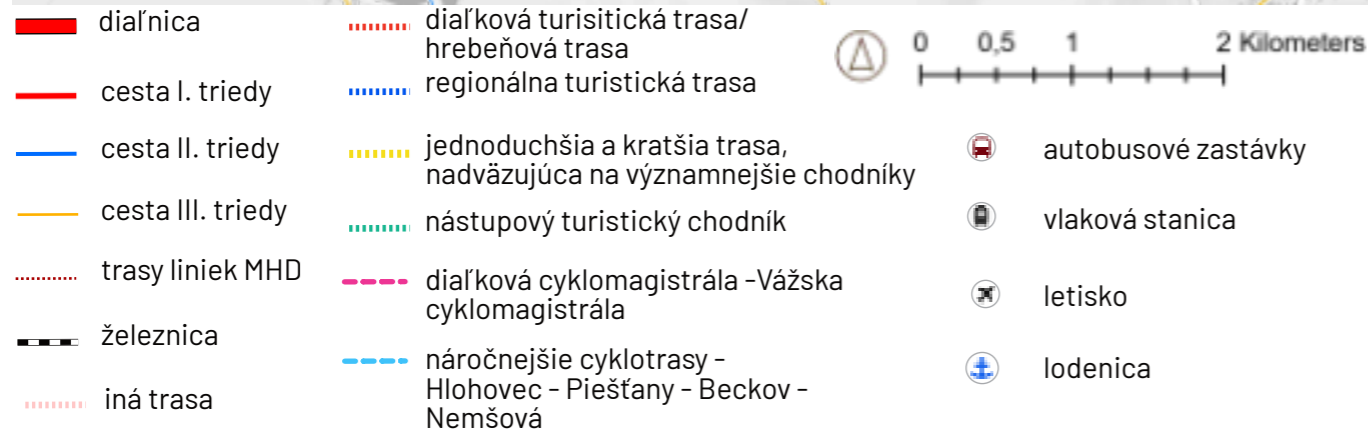 diaľnica
cesta I. triedy
cesta II. triedy
cesta III. triedy
trasy liniek MHD
železnica
iná trasa
diaľková turisitická trasa/
hrebeňová trasa
regionálna turistická trasa
jednoduchšia a kratšia trasa,
nadväzujúca na významnejšie chodníky
nástupový turistický chodník
diaľková cyklomagistrála -Vážska
cyklomagistrála
náročnejšie cyklotrasy -
Hlohovec - Piešťany - Beckov -
Nemšová
0 0,5 1 2 Kilometers
autobusové zastávky
vlaková stanica
letisko
lodenica